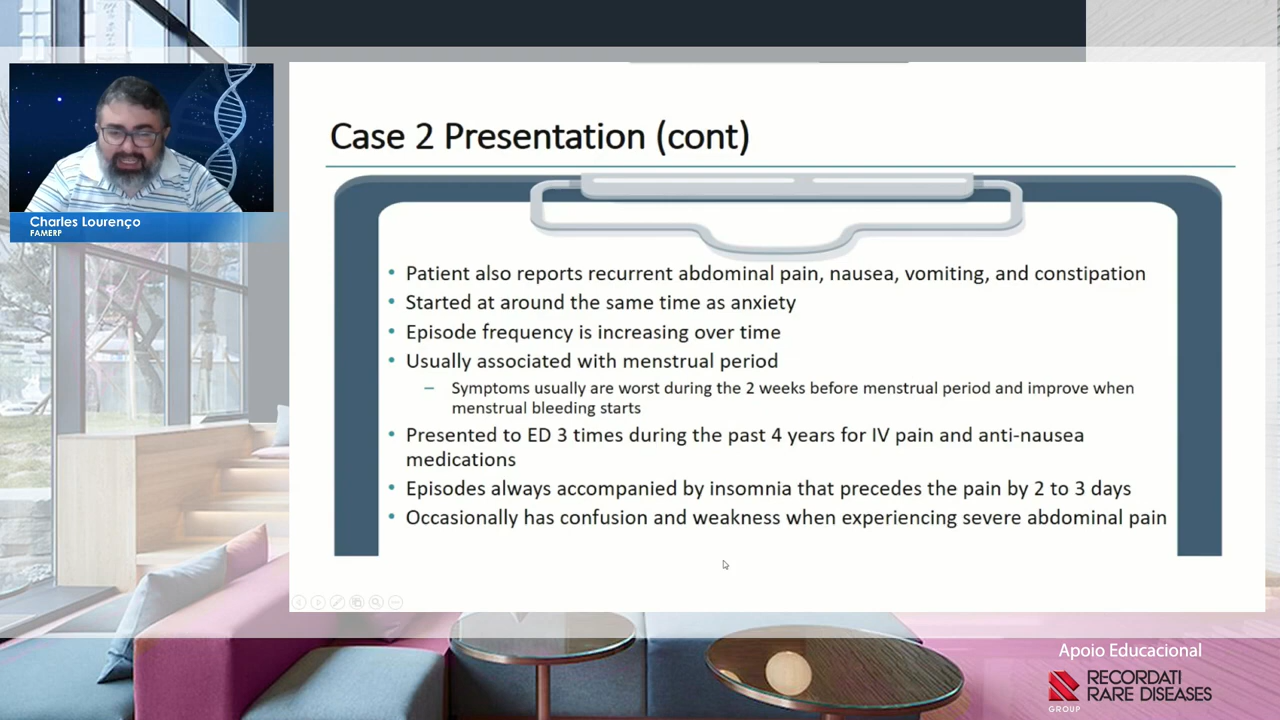 Charles Lourenço
FAMERP
Case 2 Presentation (cont)
• Patient also reports recurrent abdominal pain, nausea, vomiting, and constipation
• Started at around the same time as anxiety
• Episode frequency is increasing over time
• Usually associated with menstrual period
– Symptoms usually are worst during the 2 weeks before menstrual period and improve when
menstrual bleeding starts
• Presented to ED 3 times during the past 4 years for IV pain and anti-nausea
medications
• Episodes always accompanied by insomnia that precedes the pain by 2 to 3 days
• Occasionally has confusion and weakness when experiencing severe abdominal pain
Apoio Educacional
RECORDATI
RARE DISEASES
GROUP